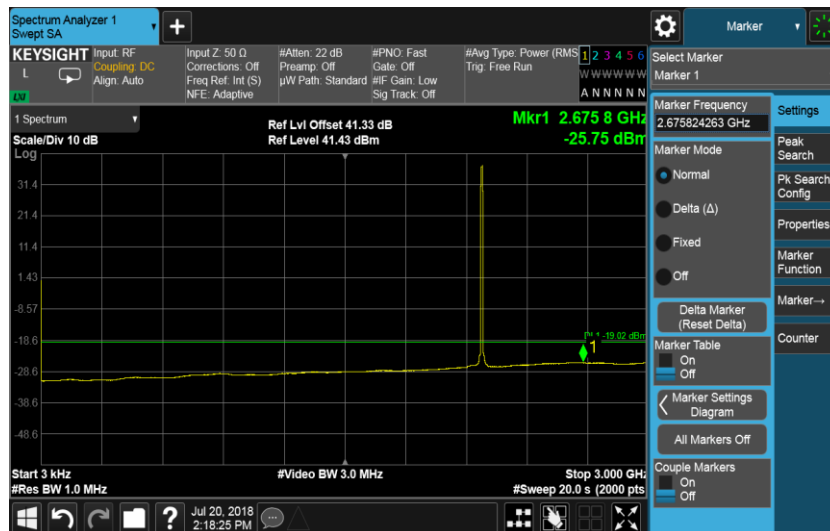 Spectrum Analyzer 1
Swept SA
+
Marker
KEYSIGHT
L
LXI
Input: RF
Coupling: DC
Align: Auto
Input Z: 50 Ω
Corrections: Off
Freq Ref: Int (S)
NFE: Adaptive
#Atten: 22 dB
Preamp: Off
µW Path: Standard
#PNO: Fast
Gate: Off
#IF Gain: Low
Sig Track: Off
#Avg Type: Power (RMS
Trig: Free Run
1 2 3 4 5 6
W W W W W W
A N N N N N
Select Marker
Marker 1
1 Spectrum
Scale/Div 10 dB
Log
Ref Lvl Offset 41.33 dB
Ref Level 41.43 dBm
Mkr1 2.675 8 GHz
-25.75 dBm
31.4
21.4
11.4
1.43
-8.57
-18.6
-28.6
-38.6
-48.6
DL1 -19.02 dBm
1
Start 3 kHz
#Res BW 1.0 MHz
#Video BW 3.0 MHz
Stop 3.000 GHz
#Sweep 20.0 s (2000 pts
Marker Frequency
2.675824263 GHz
Marker Mode
Normal
Delta (Δ)
Fixed
Off
Delta Marker
(Reset Delta)
Marker Table
On
Off
Marker Settings
Diagram
All Markers Off
Couple Markers
On
Off
Settings
Peak
Search
Pk Search
Config
Properties
Marker
Function
Marker→
Counter
?
Jul 20, 2018
2:18:25 PM